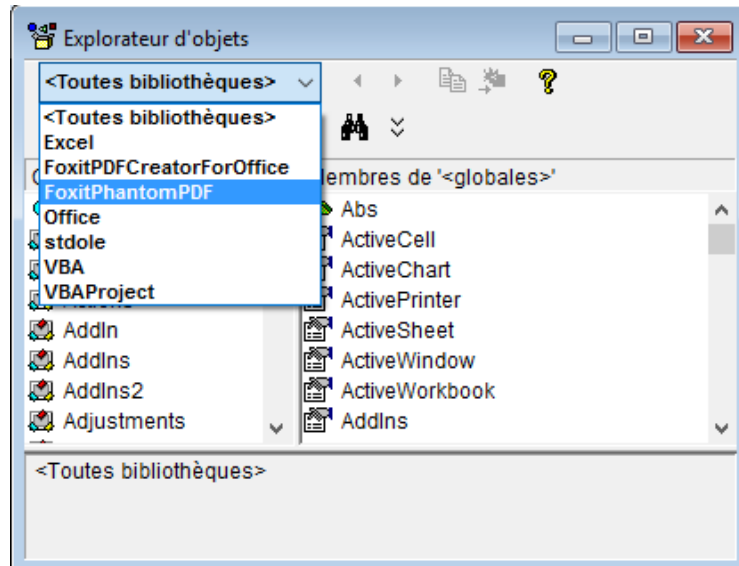 Explorateur d'objets
<Toutes bibliothèques>
<Toutes bibliothèques>
Excel
FoxitPDFCreatorForOffice
FoxitPhantomPDF
Office
stdole
VBA
VBAProject
AddIn
AddIns
AddIns2
Adjustments
embres de '<globales>'
Abs
ActiveCell
ActiveChart
ActivePrinter
ActiveSheet
ActiveWindow
ActiveWorkbook
AddIns
<Toutes bibliothèques>